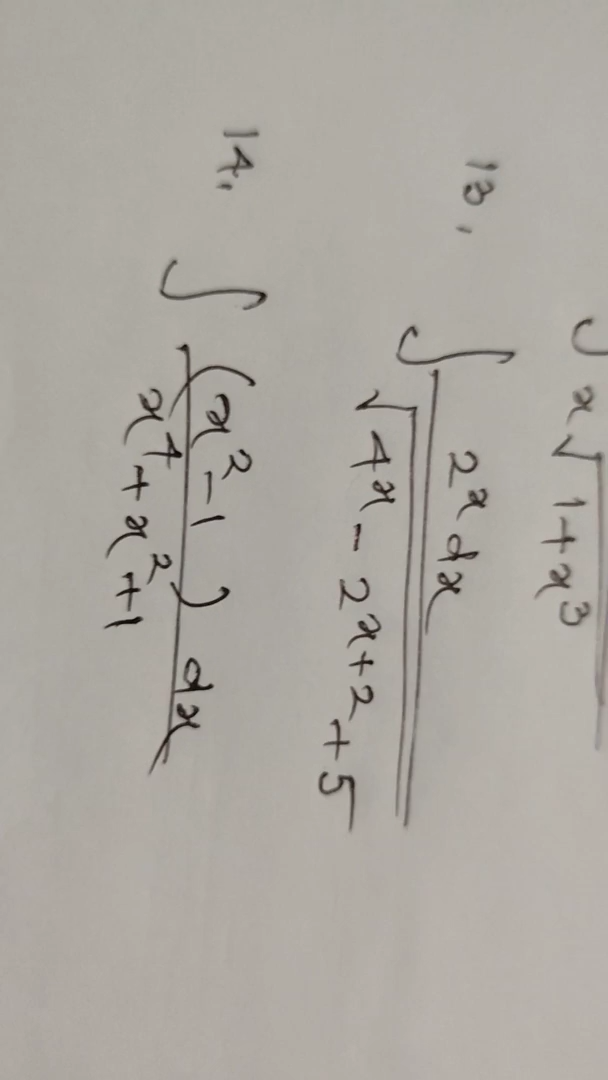 ∫ x√(1+x³)
13. ∫ 2ˣ dx / √(4ˣ - 2ˣ⁺² + 5)
14. ∫ (x² - 1) dx / (x⁴ + x² + 1)